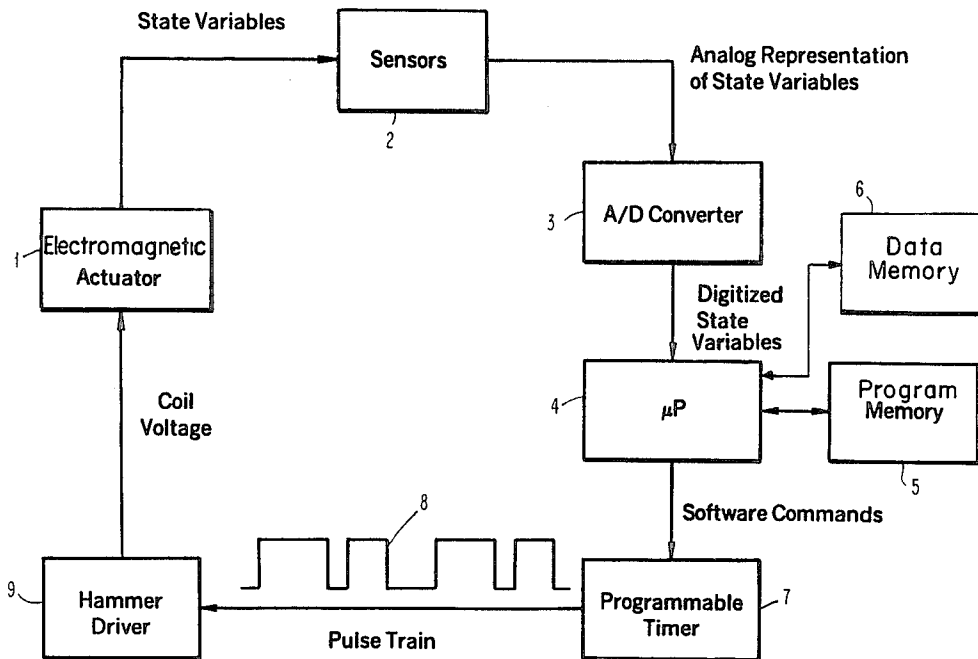 State Variables
Sensors
2
Analog Representation
of State Variables
3
A/D Converter
6
Data
Memory
1
Electromagnetic
Actuator
Digitized
State
Variables
4
μP
Program
Memory
5
Coil
Voltage
Software Commands
8
9
Hammer
Driver
Pulse Train
Programmable
Timer
7